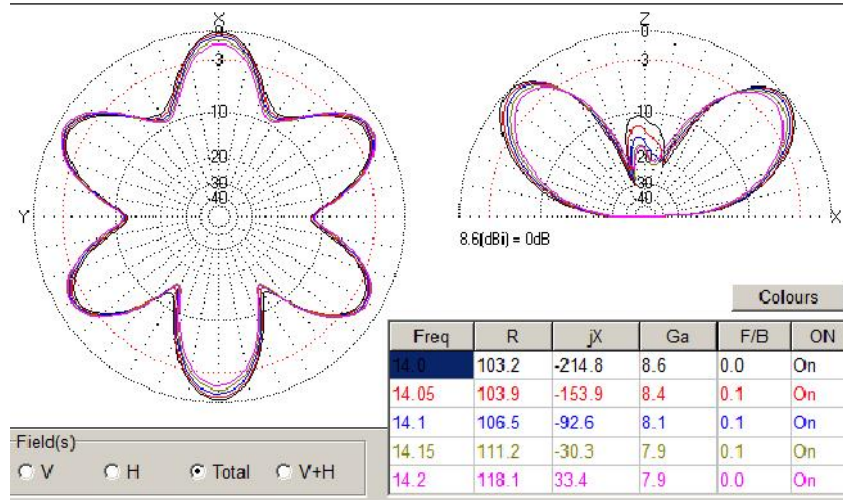 X
0
3
10
20
30
40
Y
Z
0
3
10
20
30
40
X
8.6(dBi) = 0dB
Colours
Freq R jX Ga F/B ON
14.0 103.2 -214.8 8.6 0.0 On
14.05 103.9 -153.9 8.4 0.1 On
14.1 106.5 -92.6 8.1 0.1 On
14.15 111.2 -30.3 7.9 0.1 On
14.2 118.1 33.4 7.9 0.0 On
Field(s)
V H Total V+H